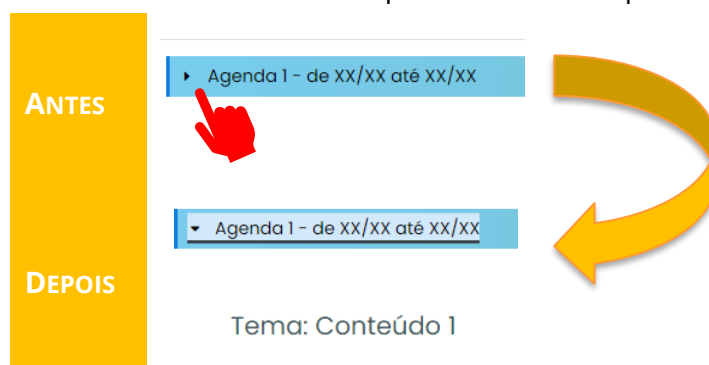 Agenda 1 - de XX/XX até XX/XX
ANTES
Agenda 1 - de XX/XX até XX/XX
DEPOIS
Tema: Conteúdo 1